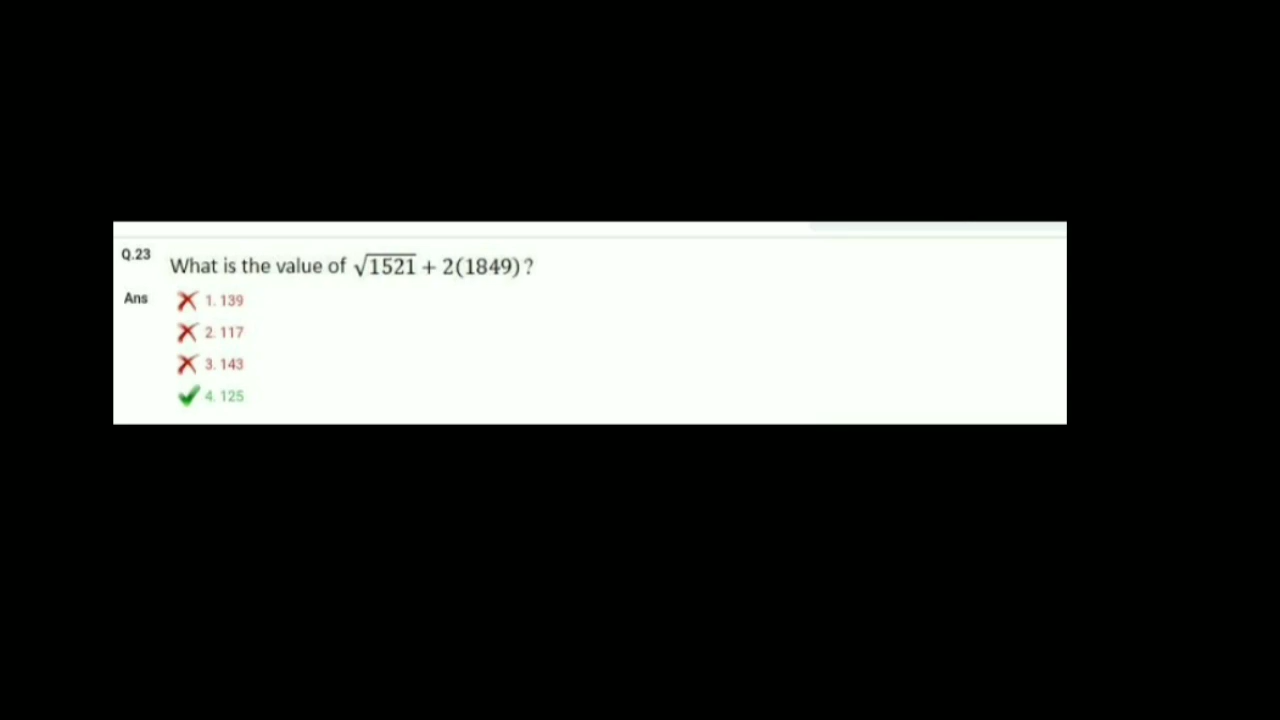 Q.23 What is the value of √1521 + 2(1849)?
Ans 1. 139
2. 117
3. 143
4. 125